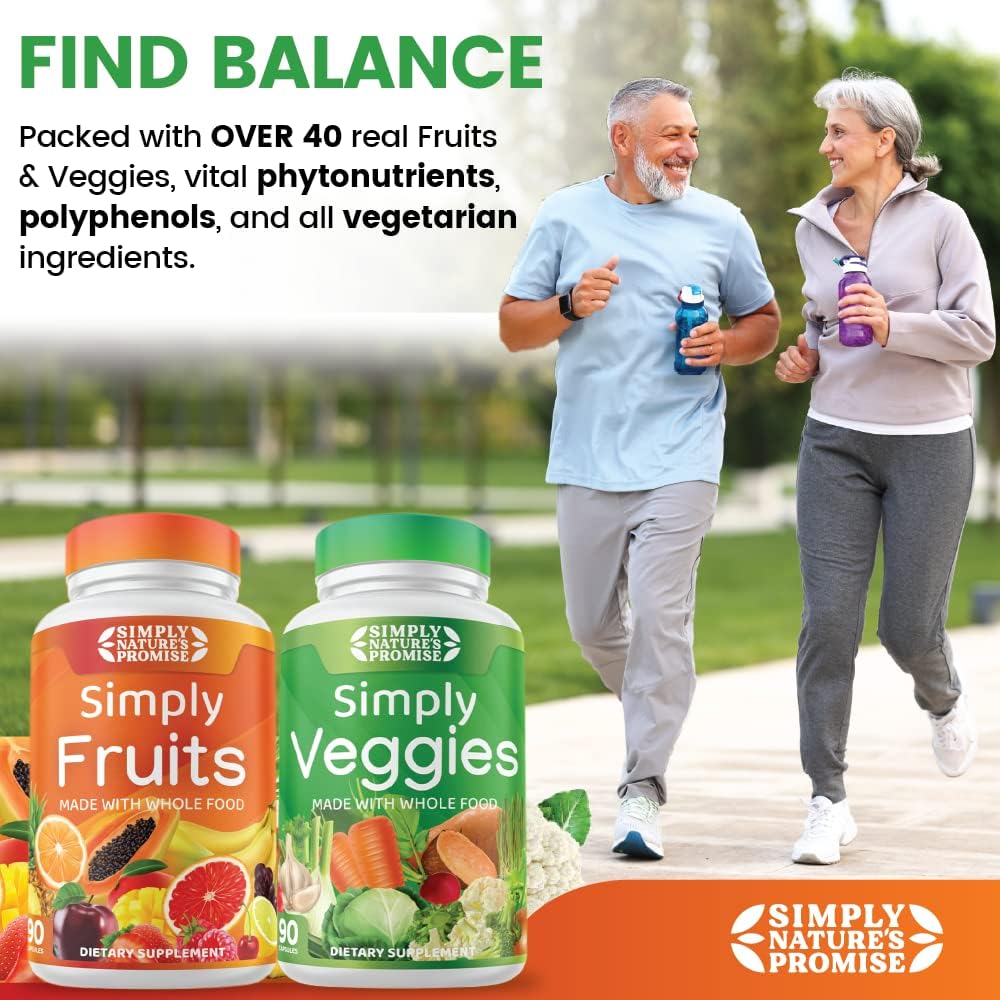 FIND BALANCE
Packed with OVER 40 real Fruits
& Veggies, vital phytonutrients,
polyphenols, and all vegetarian
ingredients.
SIMPLY
NATURE'S
PROMISE
Simply
Fruits
MADE WITH WHOLE FOOD
90
CAPSULES
DIETARY SUPPLEMENT
SIMPLY
NATURE'S
PROMISE
Simply
Veggies
MADE WITH WHOLE FOOD
90
CAPSULES
DIETARY SUPPLEMENT
SIMPLY
NATURE'S
PROMISE